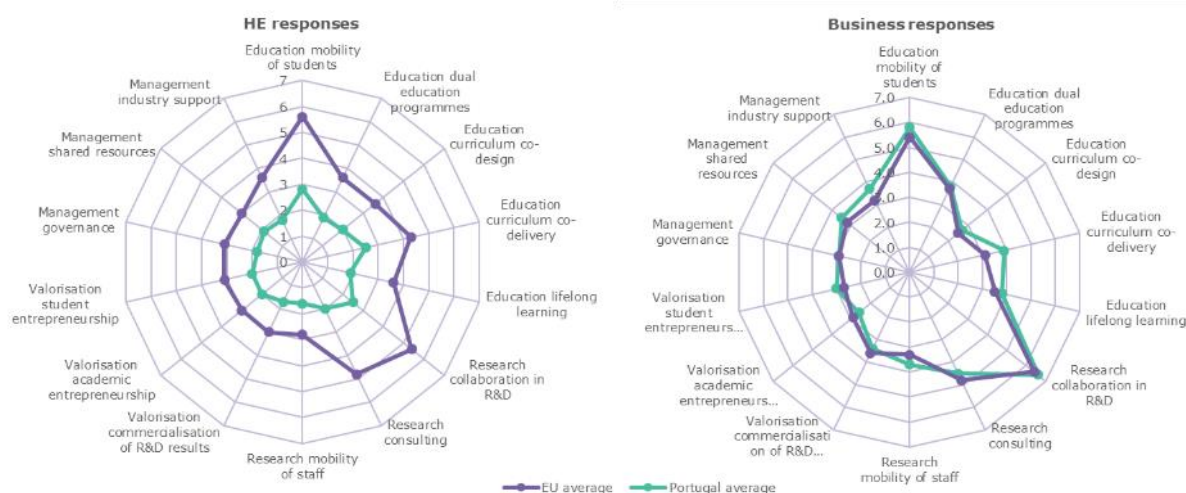 HE responses
Education mobility
of students
Education dual
education
programmes
Education
curriculum co-
design
Education
curriculum co-
delivery
Education lifelong
learning
Research
collaboration in
R&D
Research
consulting
Research mobility
of staff
Valorisation
commercialisation
of R&D results
Valorisation
academic
entrepreneurship
Valorisation
student
entrepreneurship
Management
governance
Management
shared resources
Management
industry support
7
6
5
4
3
2
1
0
Business responses
Education
mobility of
students
Education dual
education
programmes
Education
curriculum co-
design
Education
curriculum co-
delivery
Education
lifelong learning
Research
collaboration in
R&D
Research
consulting
Research
mobility of staff
Valorisation
commercialisati
on of R&D...
Valorisation
academic
entrepreneurs...
Valorisation
student
entrepreneurs...
Management
governance
Management
shared
resources
Management
industry support
7.0
6.0
5.0
4.0
3.0
2.0
1.0
0.0
EU average
Portugal average